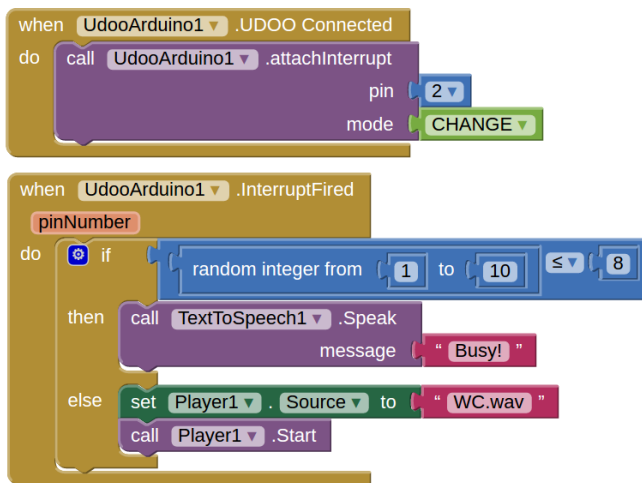 when UdooArduino1 .UDOO Connected
do call UdooArduino1 .attachInterrupt
pin 2
mode CHANGE
when UdooArduino1 .InterruptFired
pinNumber
do if random integer from 1 to 10 ≤ 8
then call TextToSpeech1 .Speak
message “ Busy! ”
else set Player1 . Source to “ WC.wav ”
call Player1 .Start